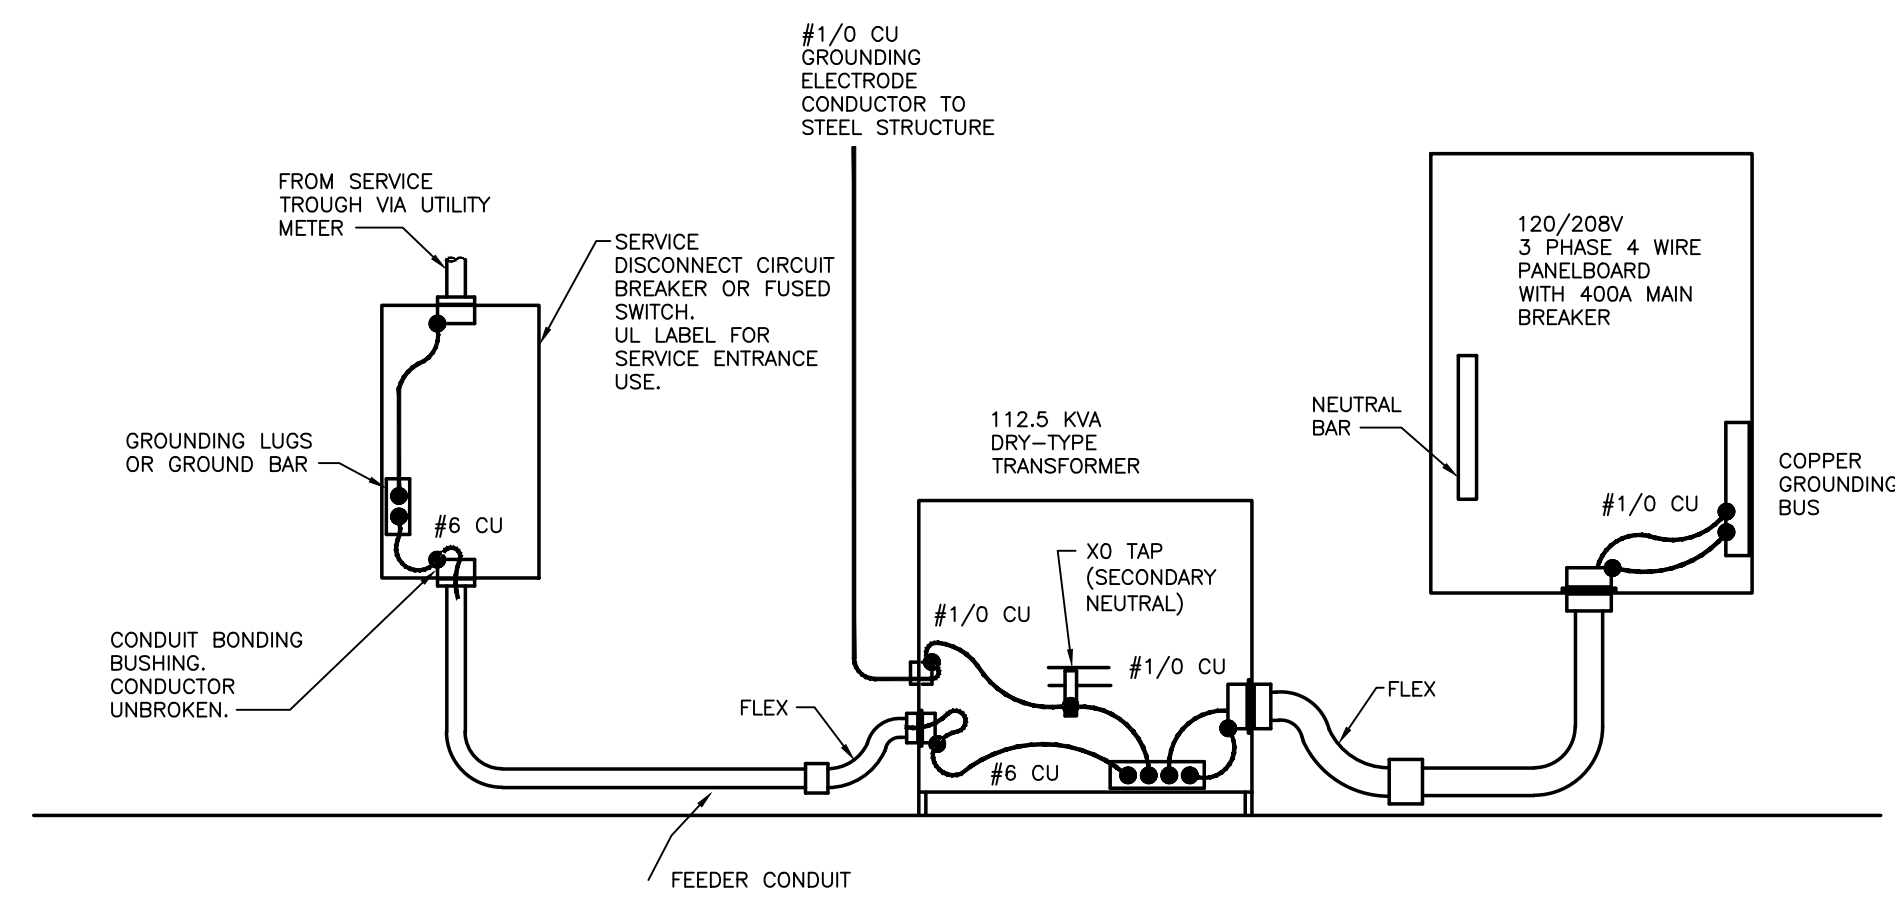 #1/0 CU
GROUNDING
ELECTRODE
CONDUCTOR TO
STEEL STRUCTURE
FROM SERVICE
TROUGH VIA UTILITY
METER
SERVICE
DISCONNECT CIRCUIT
BREAKER OR FUSED
SWITCH.
UL LABEL FOR
SERVICE ENTRANCE
USE.
120/208V
3 PHASE 4 WIRE
PANELBOARD
WITH 400A MAIN
BREAKER
GROUNDING LUGS
OR GROUND BAR
#6 CU
112.5 KVA
DRY-TYPE
TRANSFORMER
NEUTRAL
BAR
COPPER
GROUNDING
BUS
#1/0 CU
X0 TAP
(SECONDARY
NEUTRAL)
#1/0 CU
#1/0 CU
CONDUIT BONDING
BUSHING.
CONDUCTOR
UNBROKEN.
FLEX
FLEX
#6 CU
FEEDER CONDUIT